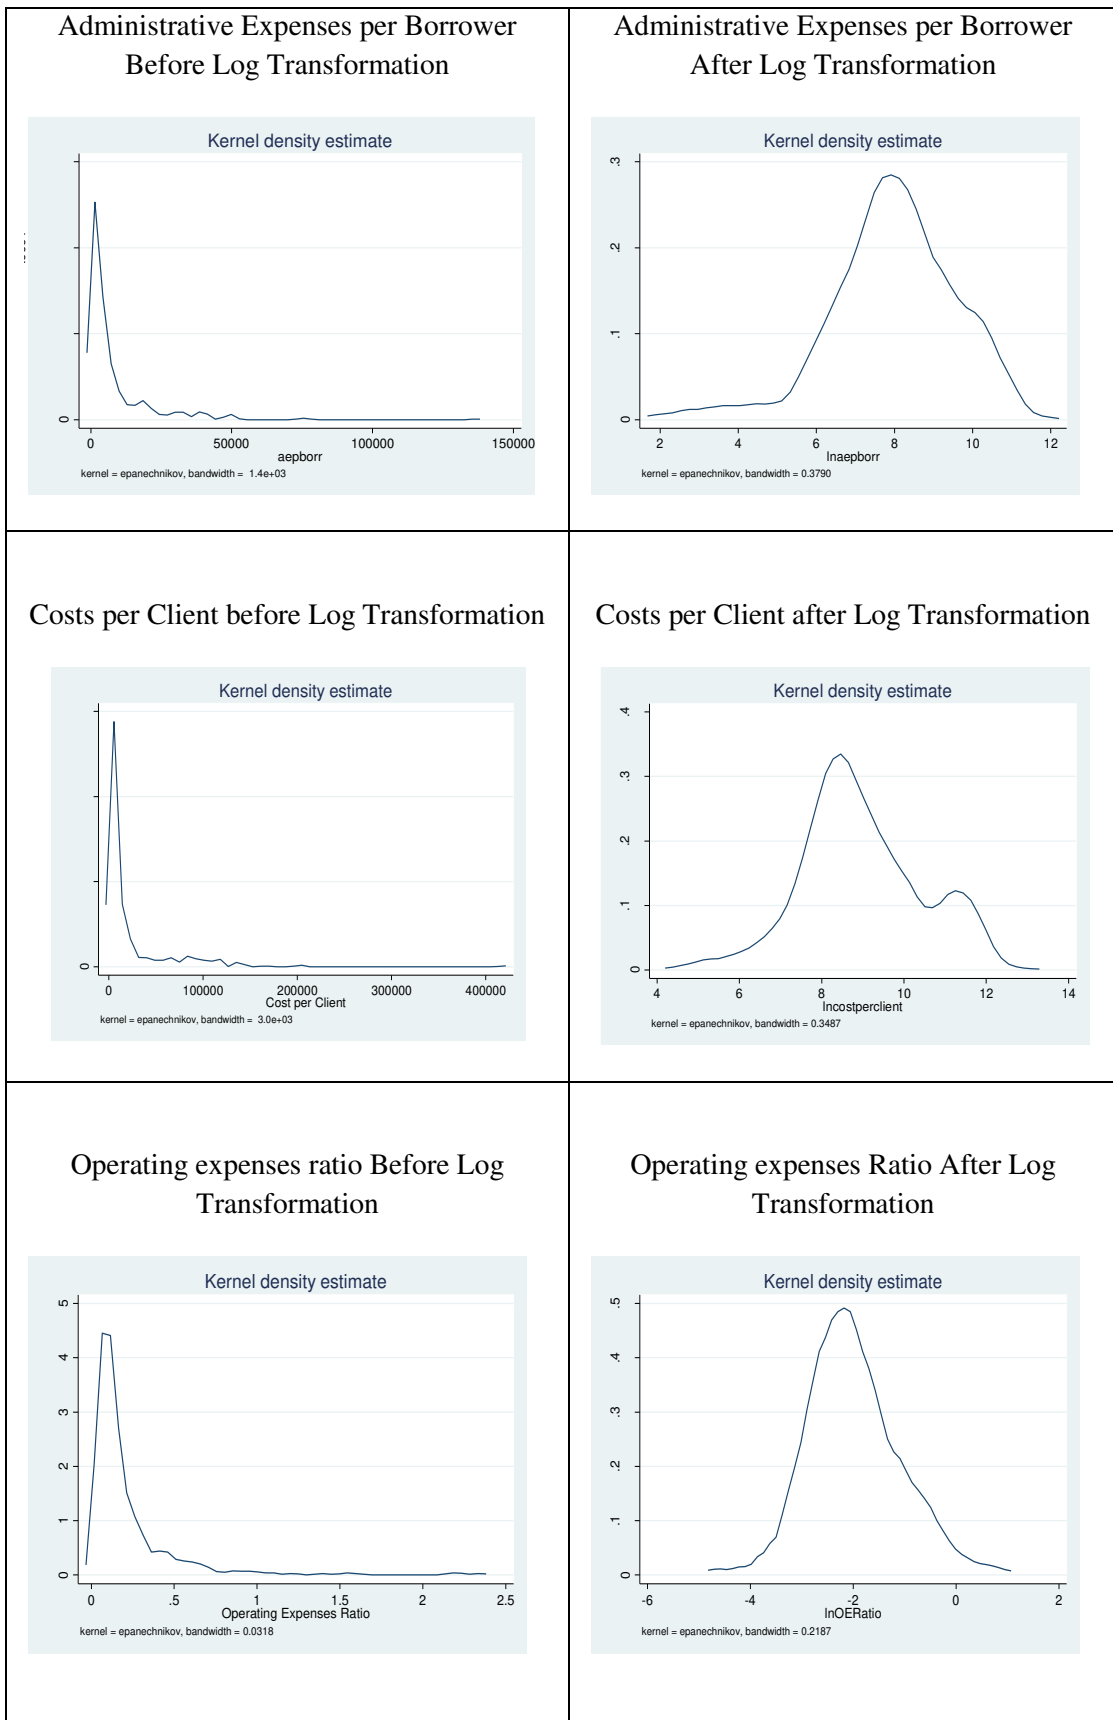 Administrative Expenses per Borrower
Before Log Transformation
Kernel density estimate
0
0 50000 100000 150000
aepborr
kernel = epanechnikov, bandwidth = 1.4e+03
Administrative Expenses per Borrower
After Log Transformation
Kernel density estimate
.3
.2
.1
0
2 4 6 8 10 12
lnaepborr
kernel = epanechnikov, bandwidth = 0.3790
Costs per Client before Log Transformation
Kernel density estimate
0
0 100000 200000 300000 400000
Cost per Client
kernel = epanechnikov, bandwidth = 3.0e+03
Costs per Client after Log Transformation
Kernel density estimate
.4
.3
.2
.1
0
4 6 8 10 12 14
lncostperclient
kernel = epanechnikov, bandwidth = 0.3487
Operating expenses ratio Before Log
Transformation
Kernel density estimate
5
4
3
2
1
0
0 .5 1 1.5 2 2.5
Operating Expenses Ratio
kernel = epanechnikov, bandwidth = 0.0318
Operating expenses Ratio After Log
Transformation
Kernel density estimate
.5
.4
.3
.2
.1
0
-6 -4 -2 0 2
lnOERatio
kernel = epanechnikov, bandwidth = 0.2187